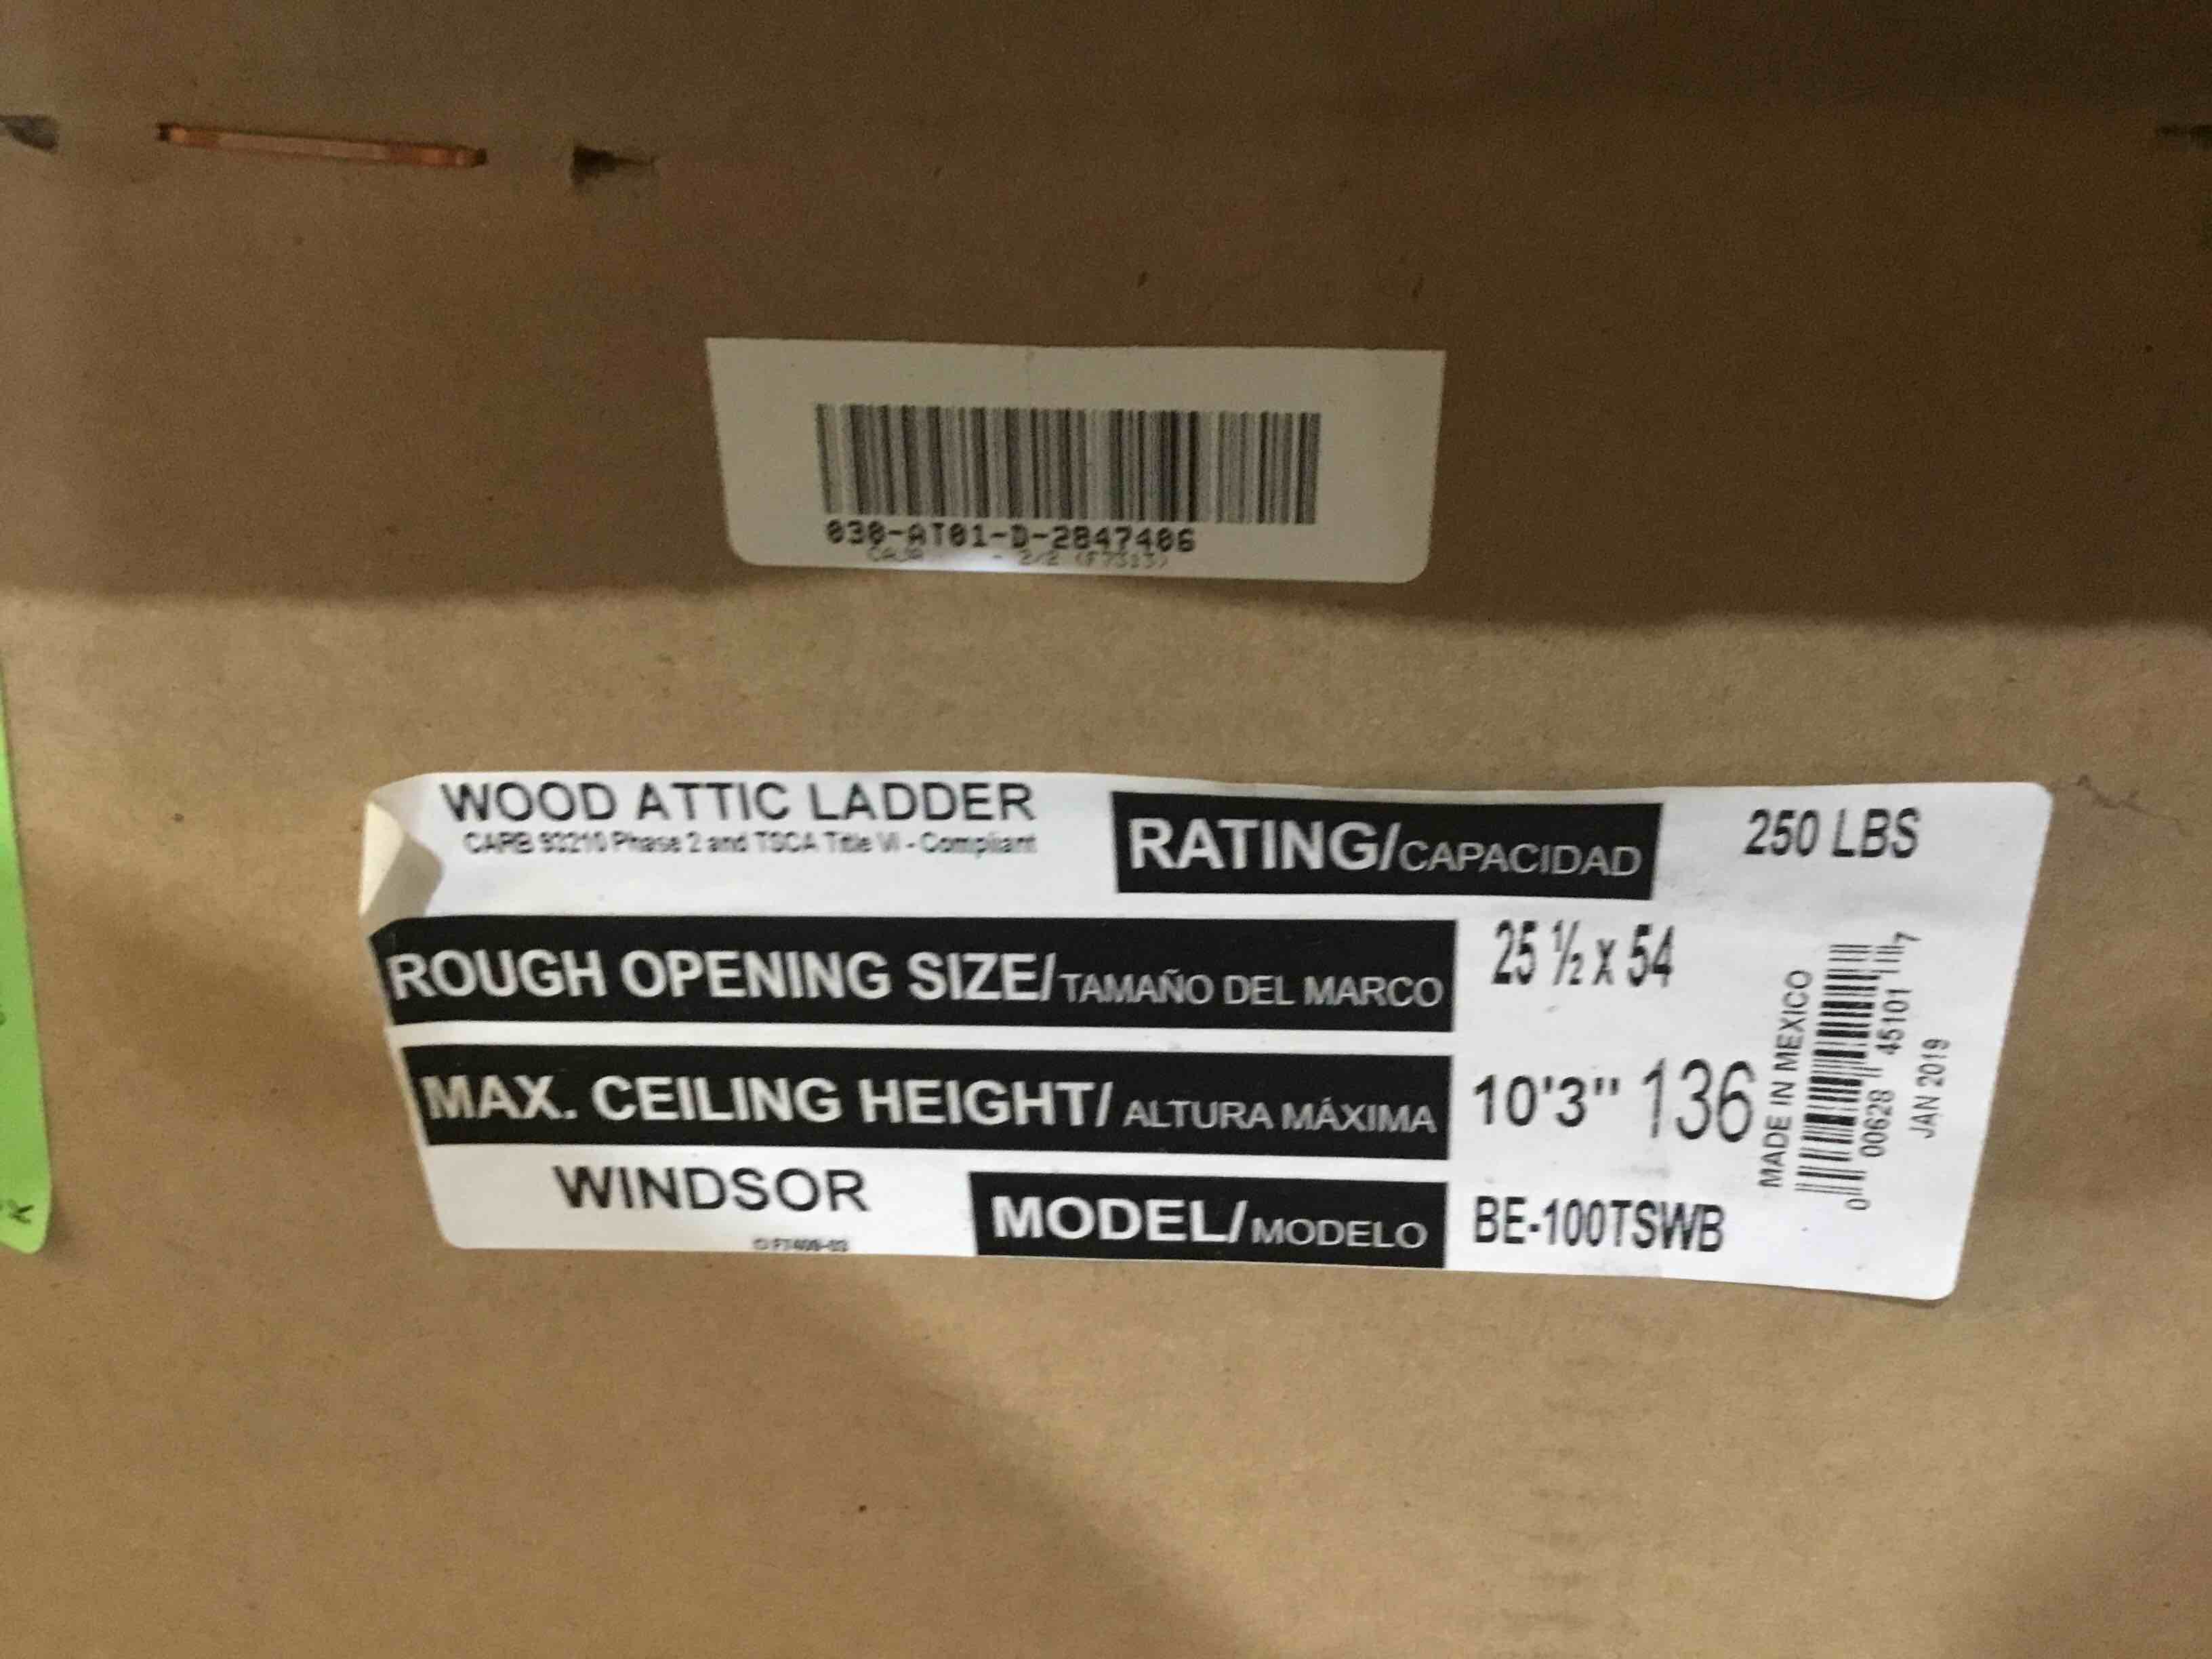 030-AT01-D-2847406
WOOD ATTIC LADDER
CARB 93210 Phase 2 and TSCA Title VI - Compliant
RATING/CAPACIDAD 250 LBS
ROUGH OPENING SIZE/TAMAÑO DEL MARCO 25 ½ x 54
MAX. CEILING HEIGHT/ ALTURA MÁXIMA 10'3" 136
WINDSOR
MODEL/MODELO BE-100TSWB
MADE IN MEXICO
0 00628 45101 7
JAN 2019